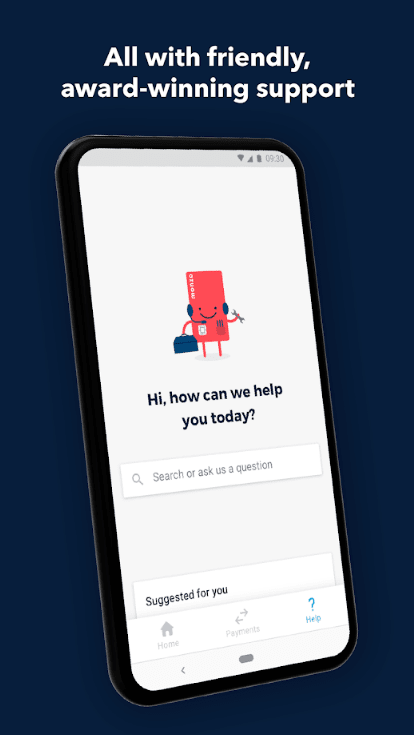 All with friendly,
award-winning support
09:30
monzo
Hi, how can we help
you today?
Search or ask us a question
Suggested for you
Home
Payments
Help